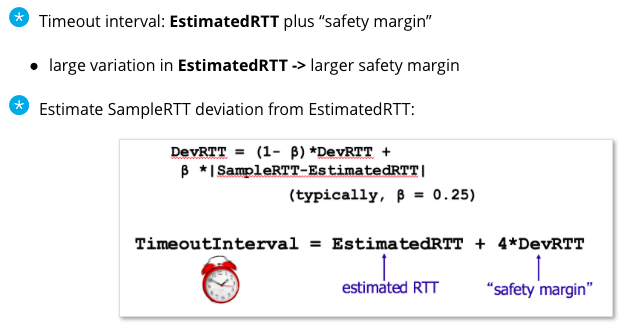 Timeout interval: EstimatedRTT plus “safety margin”
● large variation in EstimatedRTT -> larger safety margin
Estimate SampleRTT deviation from EstimatedRTT:
DevRTT = (1- β)*DevRTT +
β *|SampleRTT-EstimatedRTT|
(typically, β = 0.25)
TimeoutInterval = EstimatedRTT + 4*DevRTT
estimated RTT “safety margin”